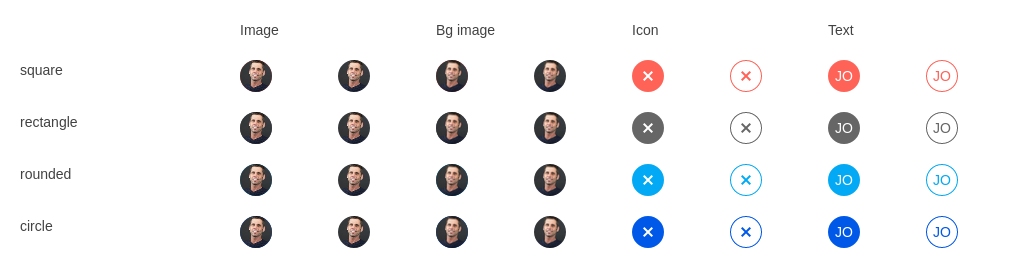 Image Bg image Icon Text
square JO JO
rectangle JO JO
rounded JO JO
circle JO JO